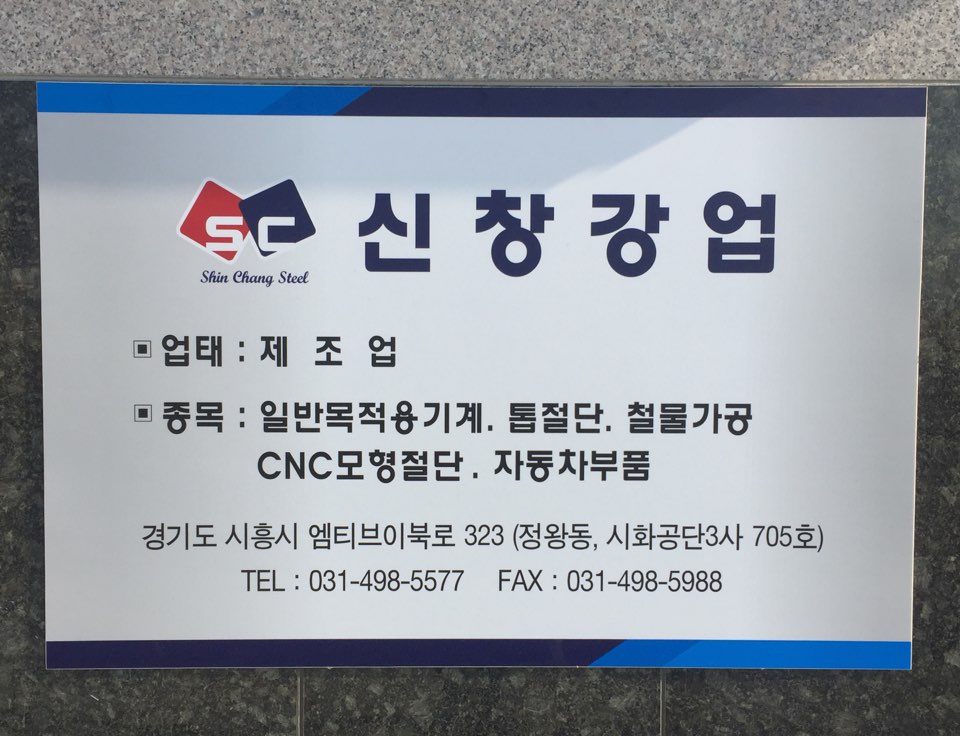 SC 신창강업
Shin Chang Steel
▣ 업태 : 제 조 업
▣ 종목 : 일반목적용기계. 톱절단. 철물가공
CNC모형절단. 자동차부품
경기도 시흥시 엠티브이북로 323 (정왕동, 시화공단3사 705호)
TEL : 031-498-5577 FAX : 031-498-5988